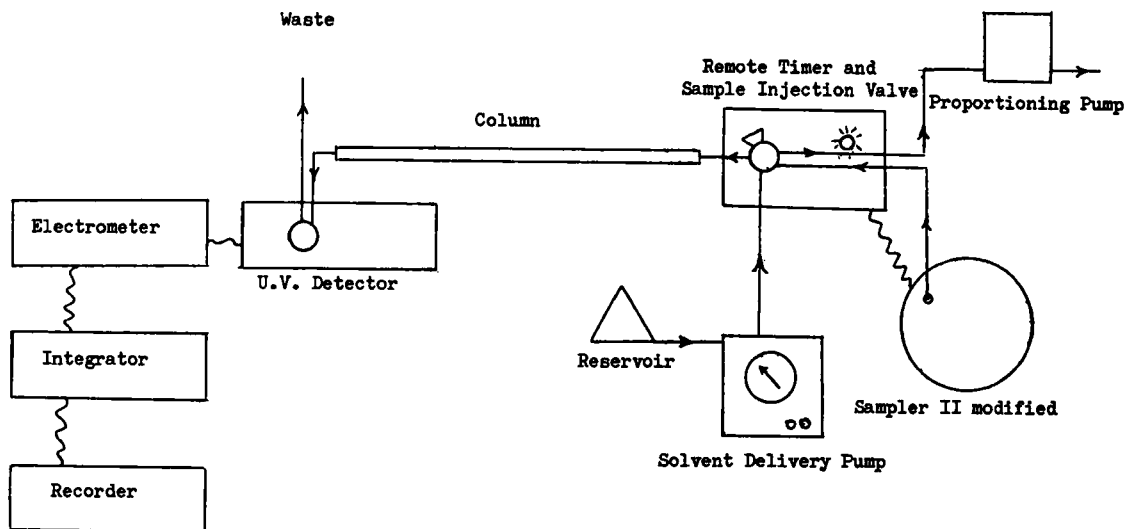 Waste
Remote Timer and
Sample Injection Valve
Proportioning Pump
Column
Electrometer
U.V. Detector
Integrator
Reservoir
Sampler II modified
Solvent Delivery Pump
Recorder